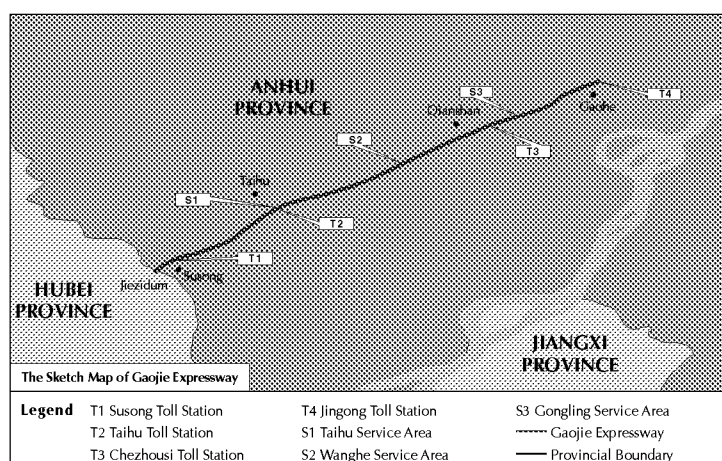 ANHUI
PROVINCE
S3
Gaohe
T4
Qianshan
S2
T3
Taihu
S1
T2
T1
Susong
Jiezidum
HUBEI
PROVINCE
JIANGXI
PROVINCE
The Sketch Map of Gaojie Expressway
Legend
T1 Susong Toll Station
T2 Taihu Toll Station
T3 Chezhousi Toll Station
T4 Jingong Toll Station
S1 Taihu Service Area
S2 Wanghe Service Area
S3 Gongling Service Area
Gaojie Expressway
Provincial Boundary